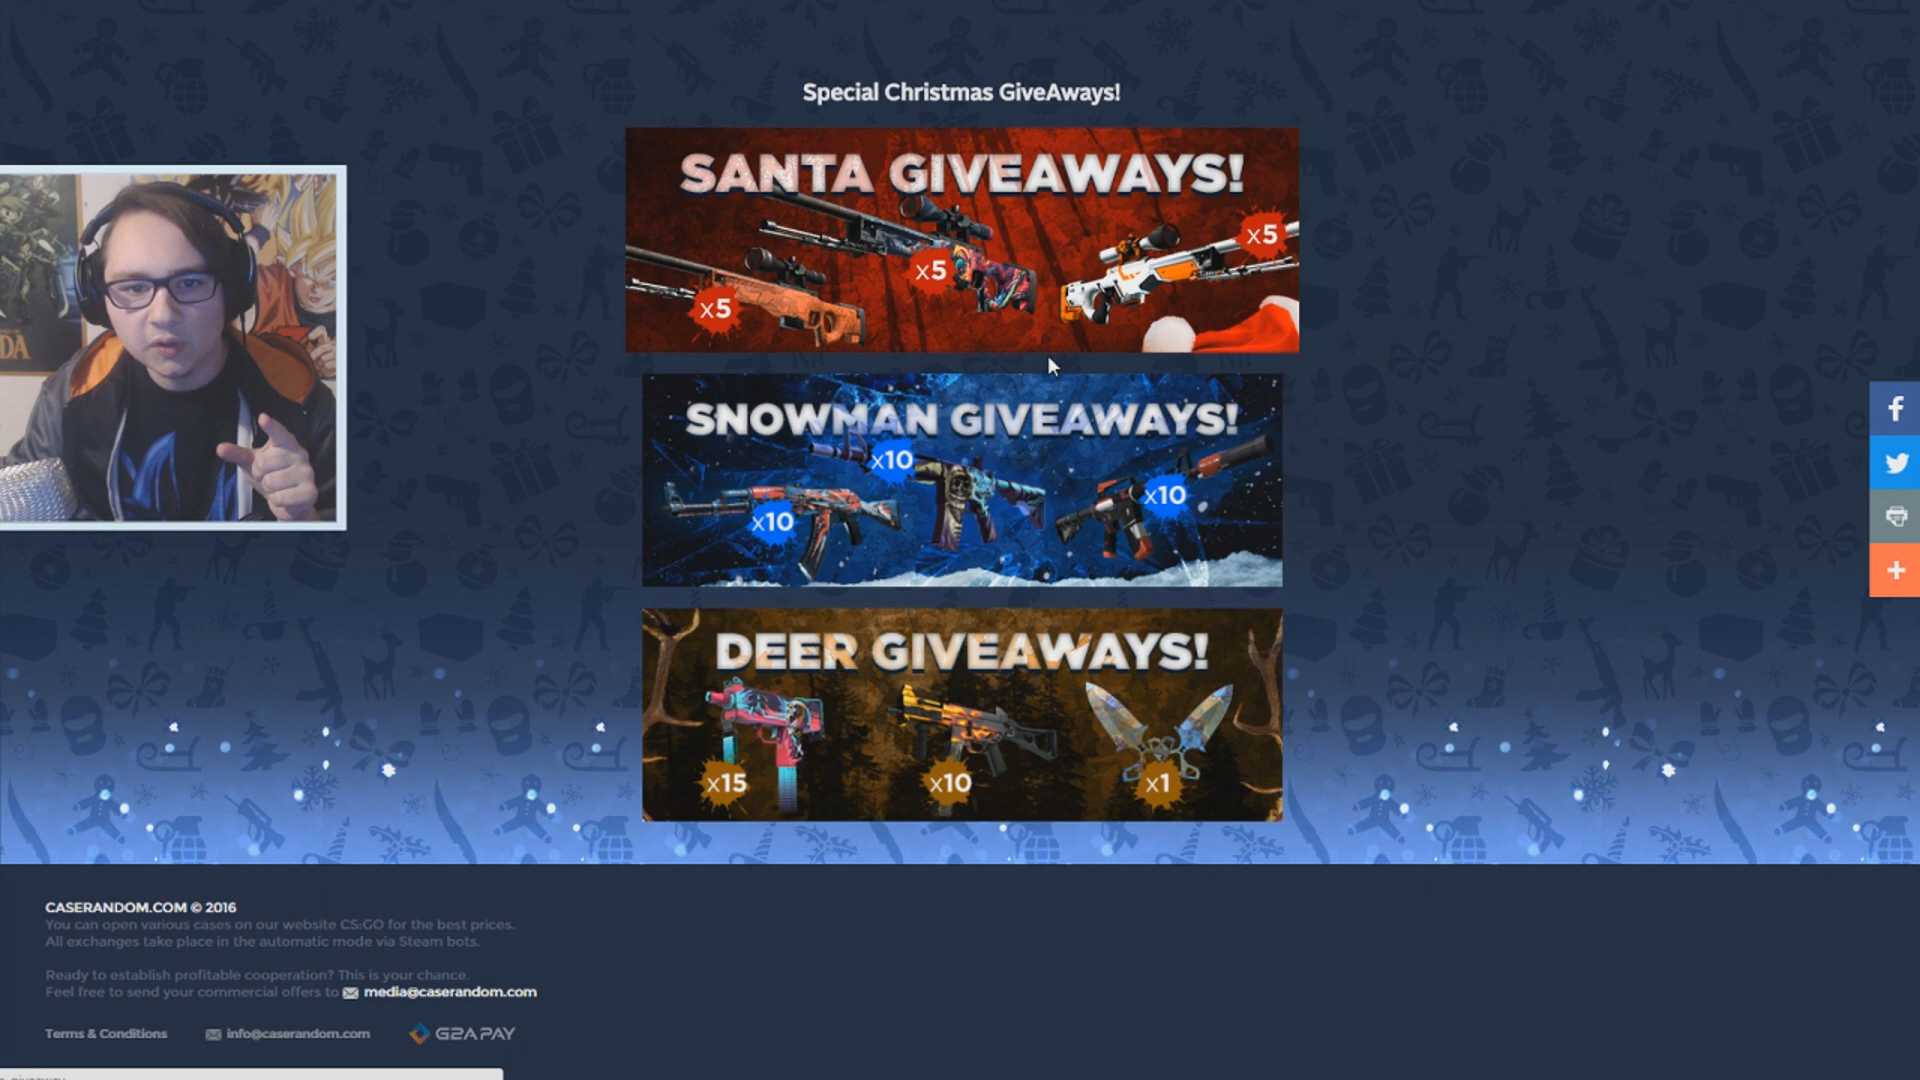 Special Christmas GiveAways!
SANTA GIVEAWAYS!
x5
x5
x5
SNOWMAN GIVEAWAYS!
x10
x10
x10
DEER GIVEAWAYS!
x15
x10
x1
DA
CASERANDOM.COM © 2016
You can open various cases on our website CS:GO for the best prices.
All exchanges take place in the automatic mode via Steam bots.
Ready to establish profitable cooperation? This is your chance.
Feel free to send your commercial offers to media@caserandom.com
Terms & Conditions
info@caserandom.com
G2A PAY